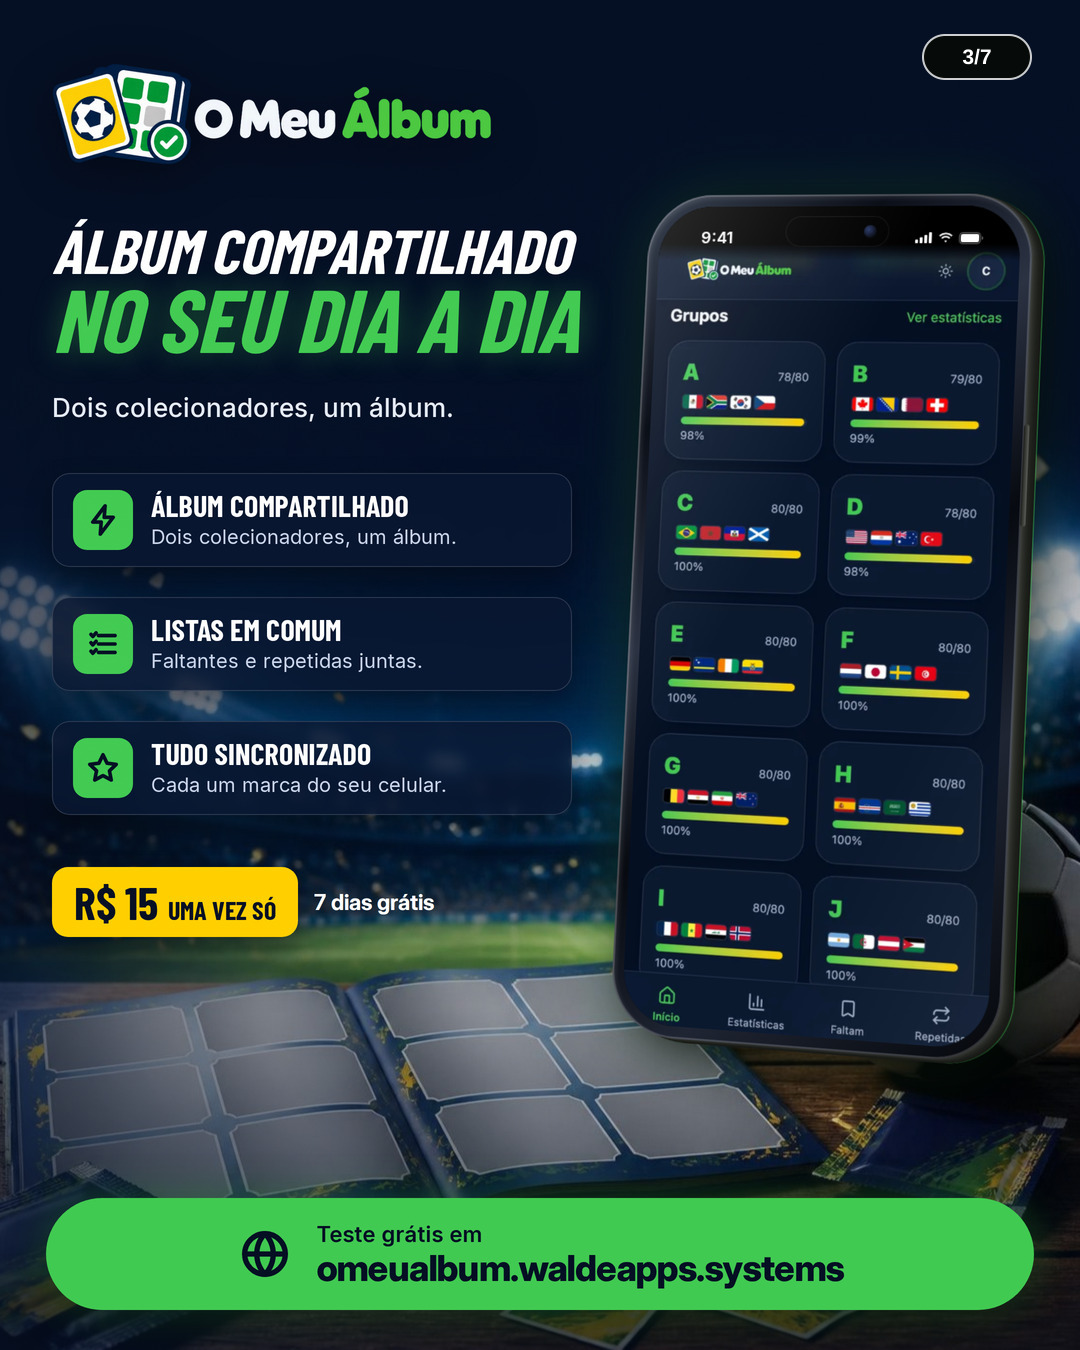 3/7
O Meu Álbum
ÁLBUM COMPARTILHADO
NO SEU DIA A DIA
Dois colecionadores, um álbum.
ÁLBUM COMPARTILHADO
Dois colecionadores, um álbum.
LISTAS EM COMUM
Faltantes e repetidas juntas.
TUDO SINCRONIZADO
Cada um marca do seu celular.
R$ 15 UMA VEZ SÓ
7 dias grátis
9:41
O Meu Álbum
C
Grupos
Ver estatísticas
A 78/80
98%
B 79/80
99%
C 80/80
100%
D 78/80
98%
E 80/80
100%
F 80/80
100%
G 80/80
100%
H 80/80
100%
I 80/80
100%
J 80/80
100%
Início
Estatísticas
Faltam
Repetidas
Teste grátis em
omeualbum.waldeapps.systems